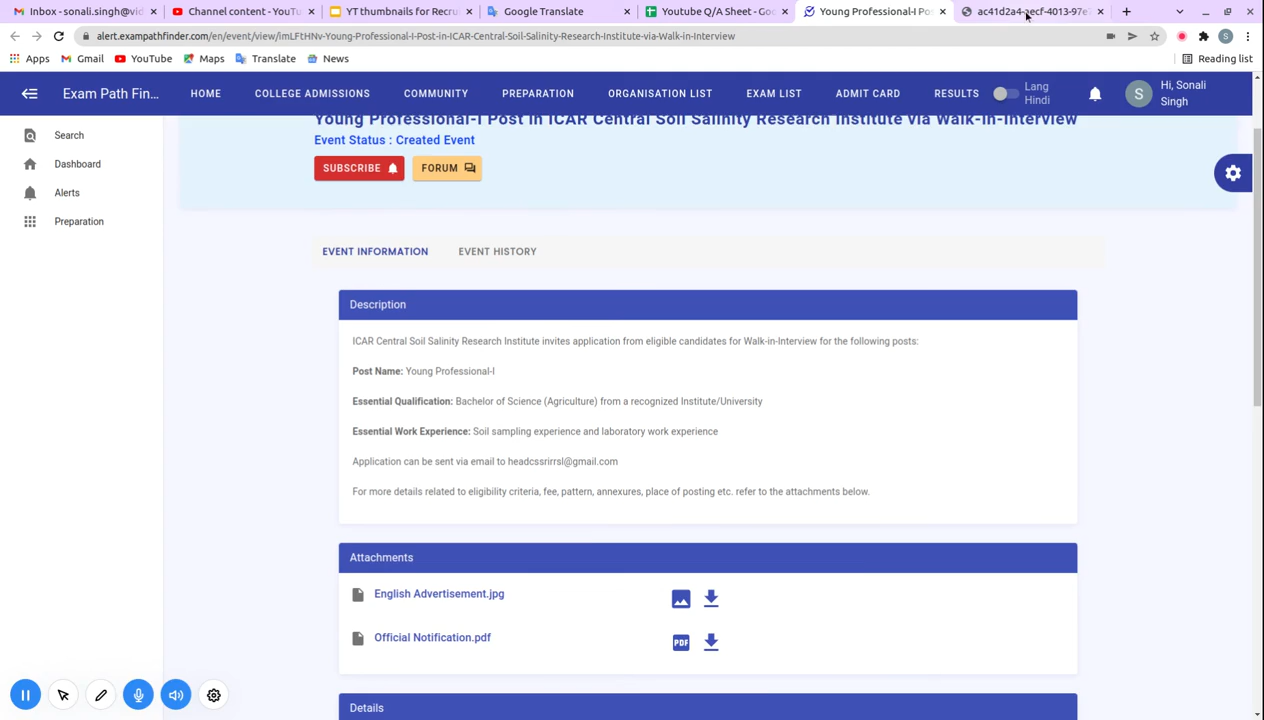 Inbox - sonali.singh@vid
Channel content - YouTu
YT thumbnails for Recru
Google Translate
Youtube Q/A Sheet - Goo
Young Professional-I Pos
ac41d2a4-aecf-4013-97e
alert.exampathfinder.com/en/event/view/imLFtHNv-Young-Professional-I-Post-in-ICAR-Central-Soil-Salinity-Research-Institute-via-Walk-in-Interview
S
Apps
Gmail
YouTube
Maps
Translate
News
Reading list
Exam Path Fin...
HOME
COLLEGE ADMISSIONS
COMMUNITY
PREPARATION
ORGANISATION LIST
EXAM LIST
ADMIT CARD
RESULTS
Lang
Hindi
S
Hi, Sonali
Singh
Search
Dashboard
Alerts
Preparation
Young Professional-I Post in ICAR Central Soil Salinity Research Institute via Walk-in-Interview
Event Status : Created Event
SUBSCRIBE
FORUM
EVENT INFORMATION
EVENT HISTORY
Description
ICAR Central Soil Salinity Research Institute invites application from eligible candidates for Walk-in-Interview for the following posts:
Post Name: Young Professional-I
Essential Qualification: Bachelor of Science (Agriculture) from a recognized Institute/University
Essential Work Experience: Soil sampling experience and laboratory work experience
Application can be sent via email to headcssrirrsl@gmail.com
For more details related to eligibility criteria, fee, pattern, annexures, place of posting etc. refer to the attachments below.
Attachments
English Advertisement.jpg
Official Notification.pdf
PDF
Details